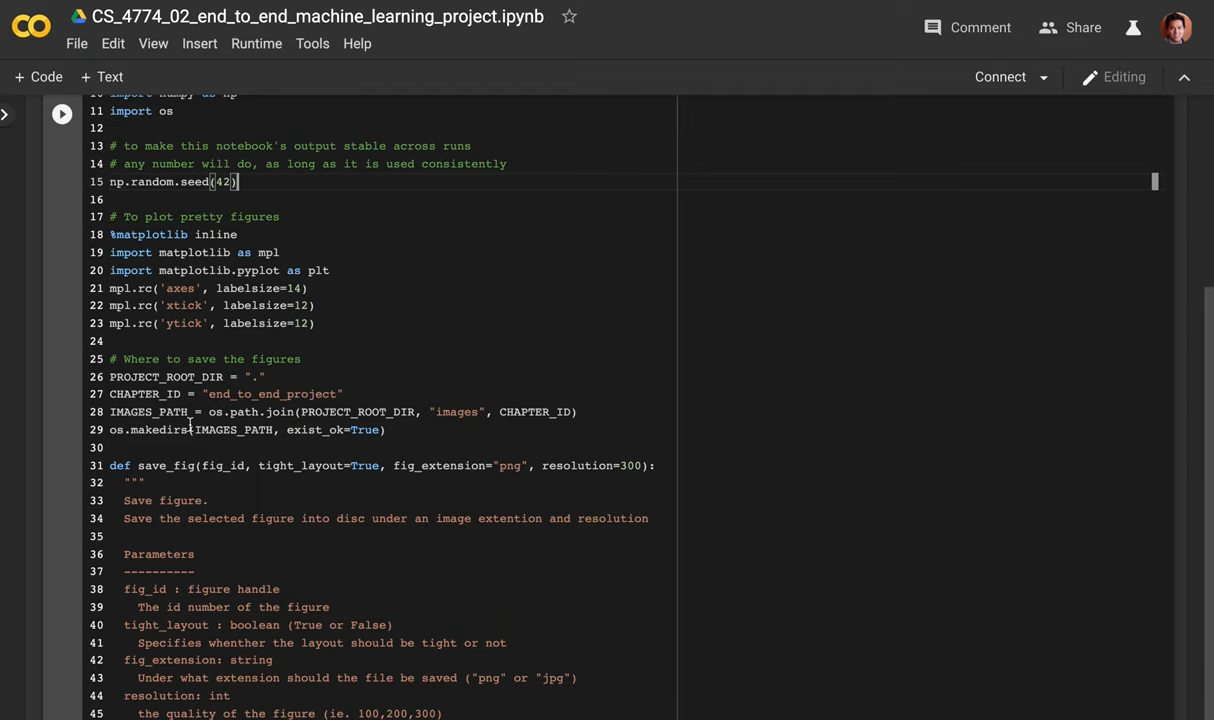 CS_4774_02_end_to_end_machine_learning_project.ipynb
File Edit View Insert Runtime Tools Help
Comment Share
+ Code + Text
Connect Editing
10 import numpy as np
11 import os
12
13 # to make this notebook's output stable across runs
14 # any number will do, as long as it is used consistently
15 np.random.seed(42)
16
17 # To plot pretty figures
18 %matplotlib inline
19 import matplotlib as mpl
20 import matplotlib.pyplot as plt
21 mpl.rc('axes', labelsize=14)
22 mpl.rc('xtick', labelsize=12)
23 mpl.rc('ytick', labelsize=12)
24
25 # Where to save the figures
26 PROJECT_ROOT_DIR = "."
27 CHAPTER_ID = "end_to_end_project"
28 IMAGES_PATH = os.path.join(PROJECT_ROOT_DIR, "images", CHAPTER_ID)
29 os.makedirs(IMAGES_PATH, exist_ok=True)
30
31 def save_fig(fig_id, tight_layout=True, fig_extension="png", resolution=300):
32 """
33 Save figure.
34 Save the selected figure into disc under an image extention and resolution
35
36 Parameters
37 ----------
38 fig_id : figure handle
39 The id number of the figure
40 tight_layout : boolean (True or False)
41 Specifies whenther the layout should be tight or not
42 fig_extension: string
43 Under what extension should the file be saved ("png" or "jpg")
44 resolution: int
45 the quality of the figure (ie. 100,200,300)